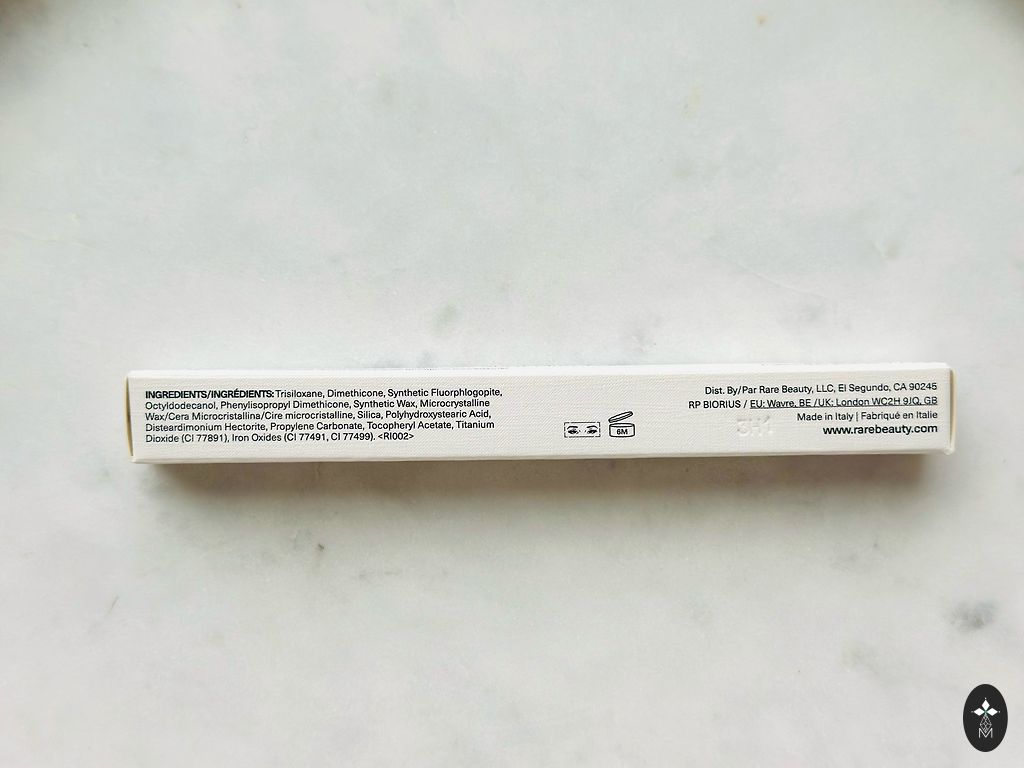 INGREDIENTS/INGRÉDIENTS: Trisiloxane, Dimethicone, Synthetic Fluorphlogopite,
Octyldodecanol, Phenylisopropyl Dimethicone, Synthetic Wax, Microcrystalline
Wax/Cera Microcristallina/Cire microcristalline, Silica, Polyhydroxystearic Acid,
Disteardimonium Hectorite, Propylene Carbonate, Tocopheryl Acetate, Titanium
Dioxide (CI 77891), Iron Oxides (CI 77491, CI 77499). <RI002>
6M
Dist. By/Par Rare Beauty, LLC, El Segundo, CA 90245
RP BIORIUS / EU: Wavre, BE /UK: London WC2H 9JQ, GB
Made in Italy | Fabriqué en Italie
www.rarebeauty.com
M